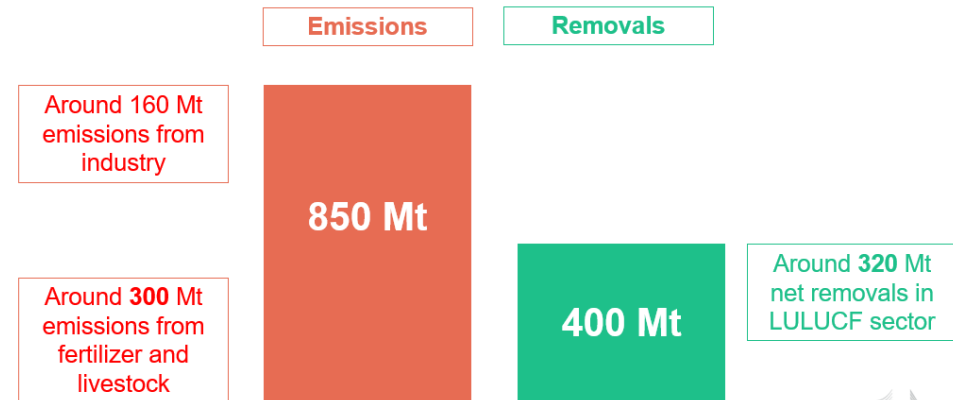 Emissions
Removals
Around 160 Mt
emissions from
industry
850 Mt
Around 300 Mt
emissions from
fertilizer and
livestock
400 Mt
Around 320 Mt
net removals in
LULUCF sector